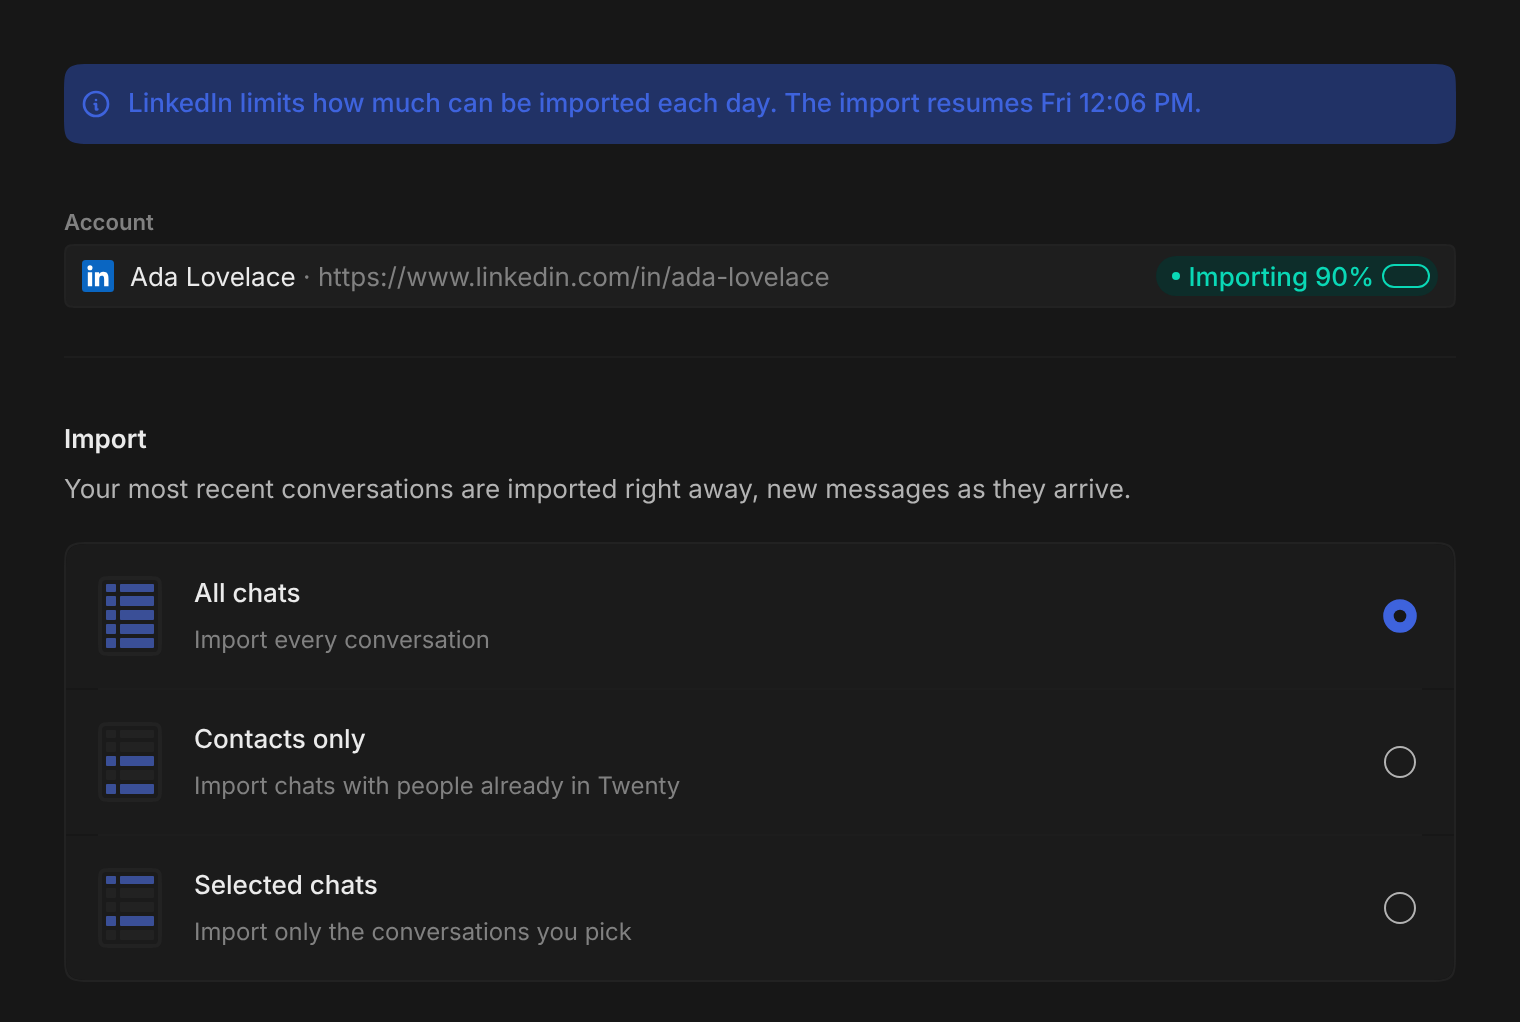 LinkedIn limits how much can be imported each day. The import resumes Fri 12:06 PM.
Account
in Ada Lovelace · https://www.linkedin.com/in/ada-lovelace • Importing 90%
Import
Your most recent conversations are imported right away, new messages as they arrive.
All chats
Import every conversation
Contacts only
Import chats with people already in Twenty
Selected chats
Import only the conversations you pick